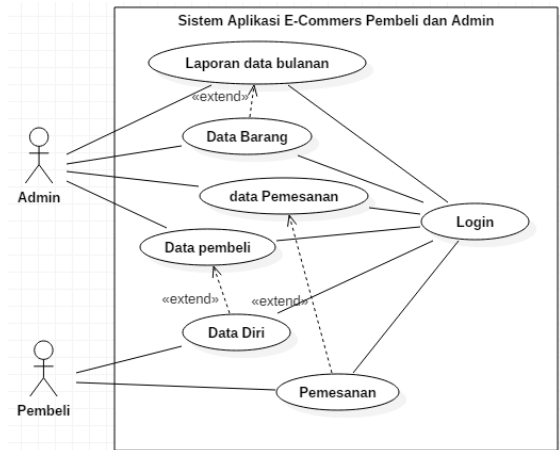 Sistem Aplikasi E-Commers Pembeli dan Admin
Laporan data bulanan
«extend»
Data Barang
Admin
data Pemesanan
Login
Data pembeli
«extend»
«extend»
Data Diri
Pembeli
Pemesanan